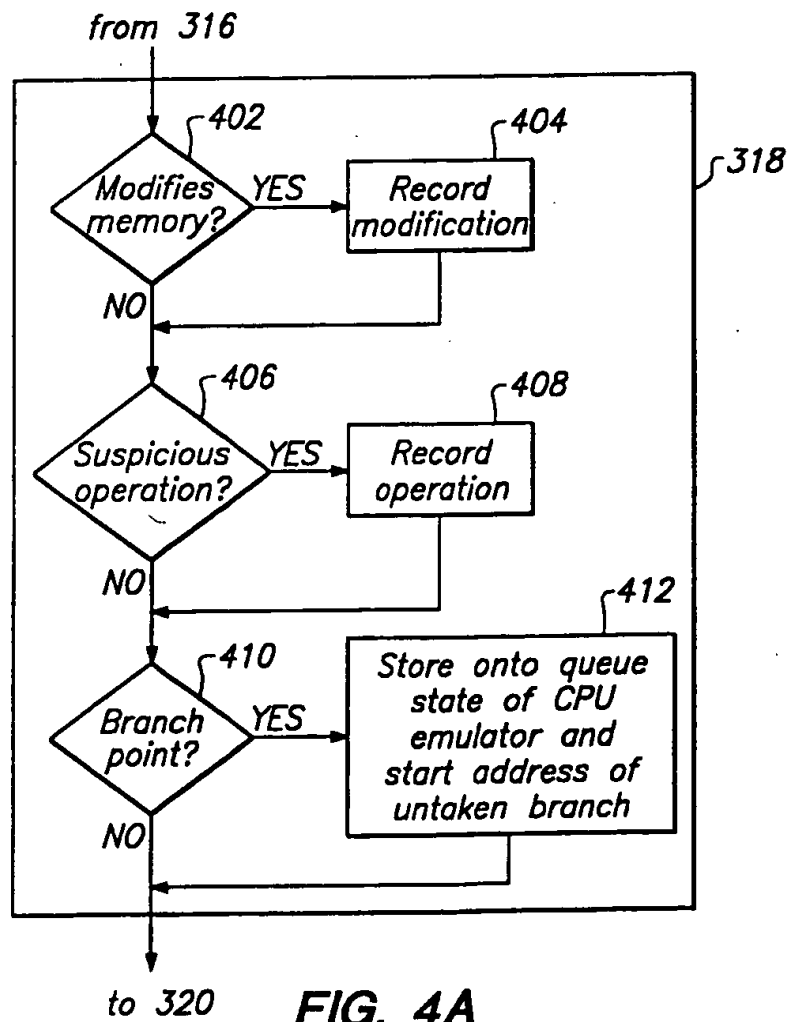 from 316
402
404
318
Modifies
memory?
YES
Record
modification
NO
406
408
Suspicious
operation?
YES
Record
operation
NO
412
410
Branch
point?
YES
Store onto queue
state of CPU
emulator and
start address of
untaken branch
NO
to 320
FIG. 4A